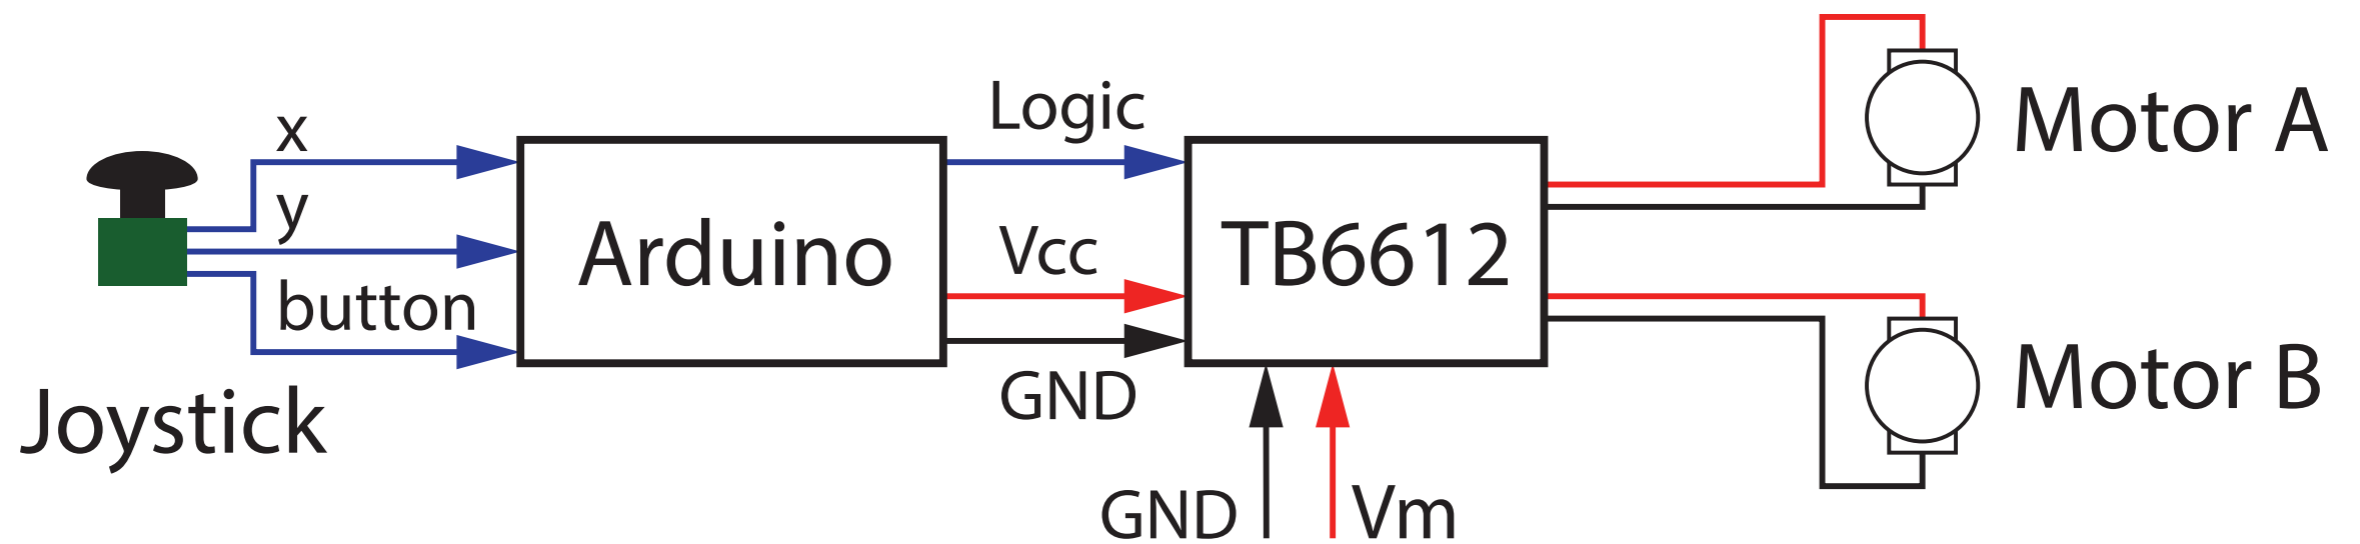 x
y
button
Joystick
Arduino
Logic
Vcc
GND
TB6612
GND
Vm
Motor A
Motor B